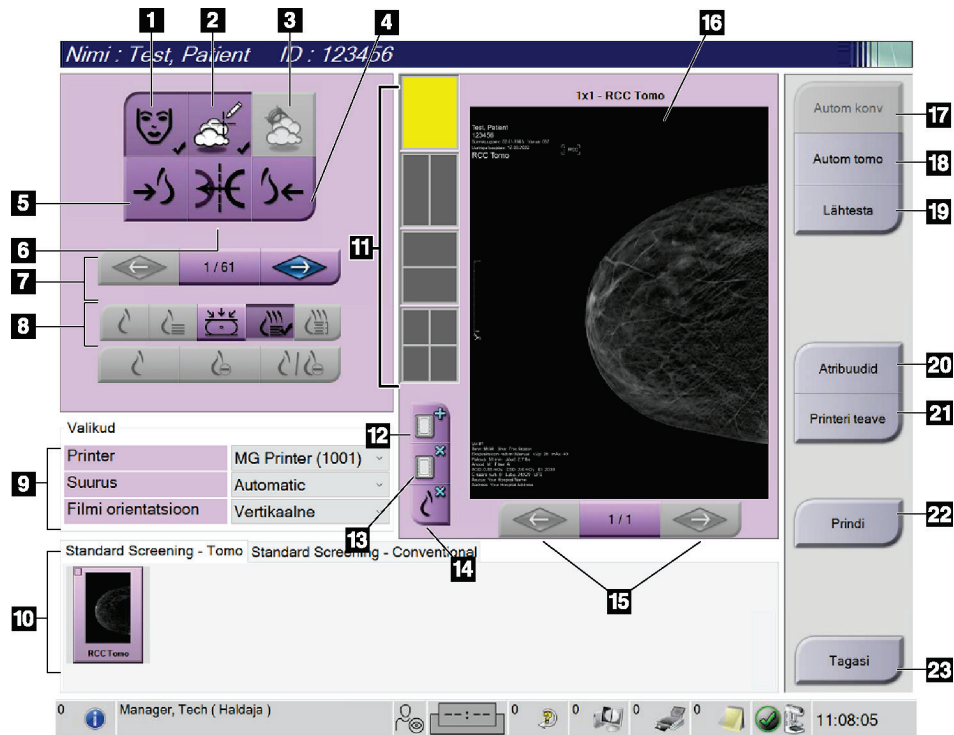 1 2 3 4 16
Nimi : Test, Patient ID : 123456
1x1 - RCC Tomo
Test, Patient
123456
RCC
RCC Tomo
Autom konv 17
Autom tomo 18
Lähtesta 19
5
6
7 1/61
8
11
Atribuudid 20
Printeri teave 21
Valikud
Printer MG Printer (1001)
Suurus Automatic
Filmi orientatsioon Vertikaalne
9
12
13
14
1/1
15
Prindi 22
Standard Screening - Tomo Standard Screening - Conventional
10
RCC Tomo
Tagasi 23
0 Manager, Tech ( Haldaja ) --:-- 0 0 0 0 11:08:05